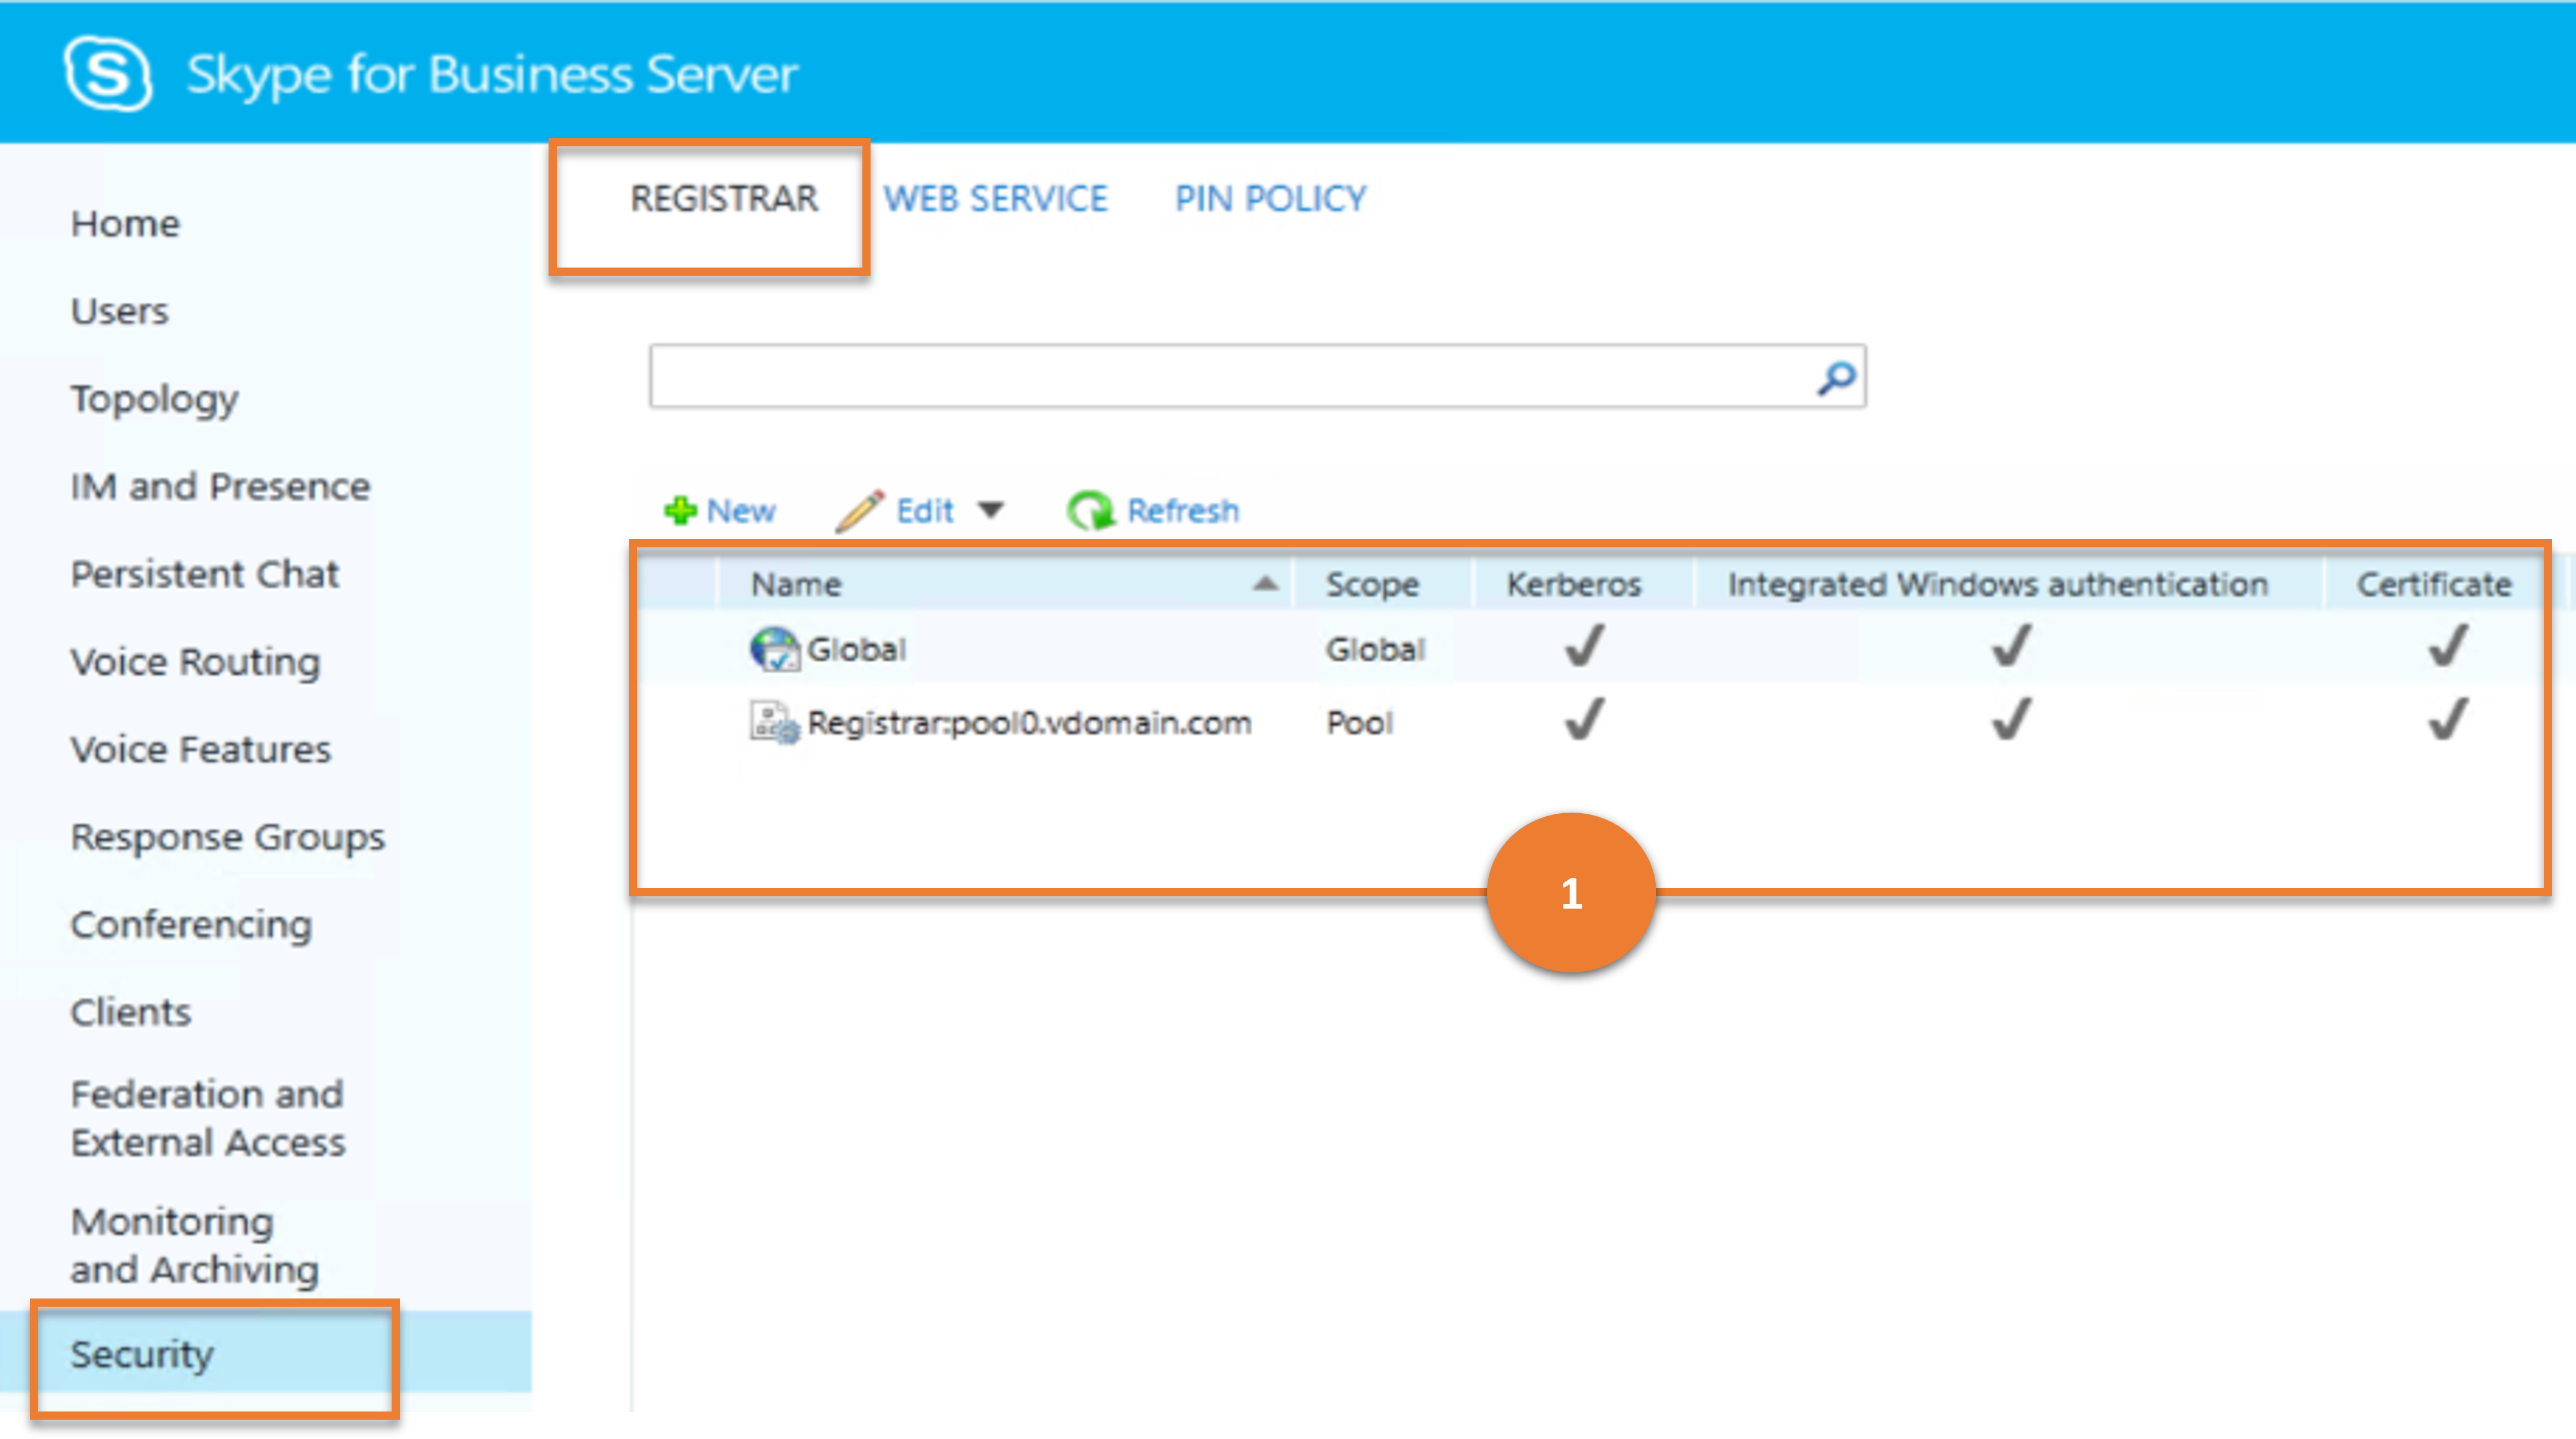 Skype for Business Server
REGISTRAR WEB SERVICE PIN POLICY
Home
Users
Topology
IM and Presence
Persistent Chat
Voice Routing
Voice Features
Response Groups
Conferencing
Clients
Federation and
External Access
Monitoring
and Archiving
Security
New Edit Refresh
Name Scope Kerberos Integrated Windows authentication Certificate
Global Global
Registrar:pool0.vdomain.com Pool
1